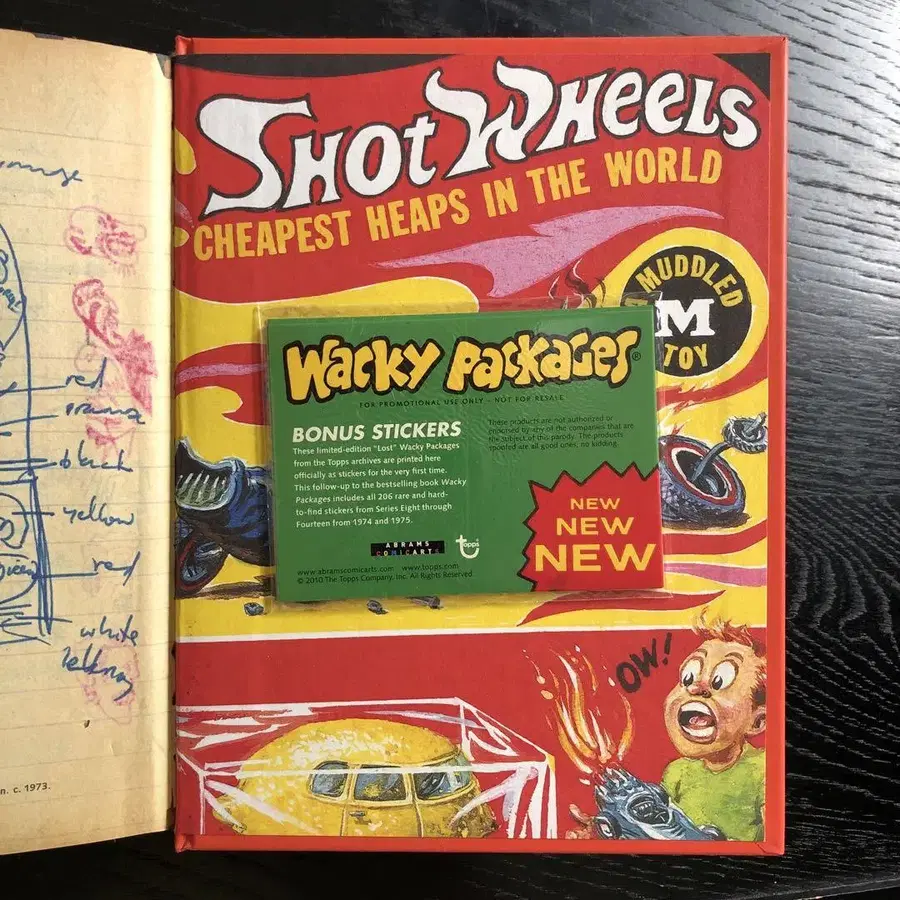 red
orange
black
yellow
red
white
lettering
n. c. 1973.
SHOT WHEELS
CHEAPEST HEAPS IN THE WORLD
MUDDLED
M
TOY
WACKY PACKAGES®
FOR PROMOTIONAL USE ONLY – NOT FOR RESALE
BONUS STICKERS
These limited-edition "Lost" Wacky Packages
from the Topps archives are printed here
officially as stickers for the very first time.
This follow-up to the bestselling book Wacky
Packages includes all 206 rare and hard-
to-find stickers from Series Eight through
Fourteen from 1974 and 1975.
These products are not authorized or
endorsed by any of the companies that are
the subject of this parody. The products
spoofed are all good ones, no kidding.
NEW
NEW
NEW
ABRAMS
COMICARTS
topps
www.abramscomicarts.com www.topps.com
© 2010 The Topps Company, Inc. All Rights Reserved.
OW!